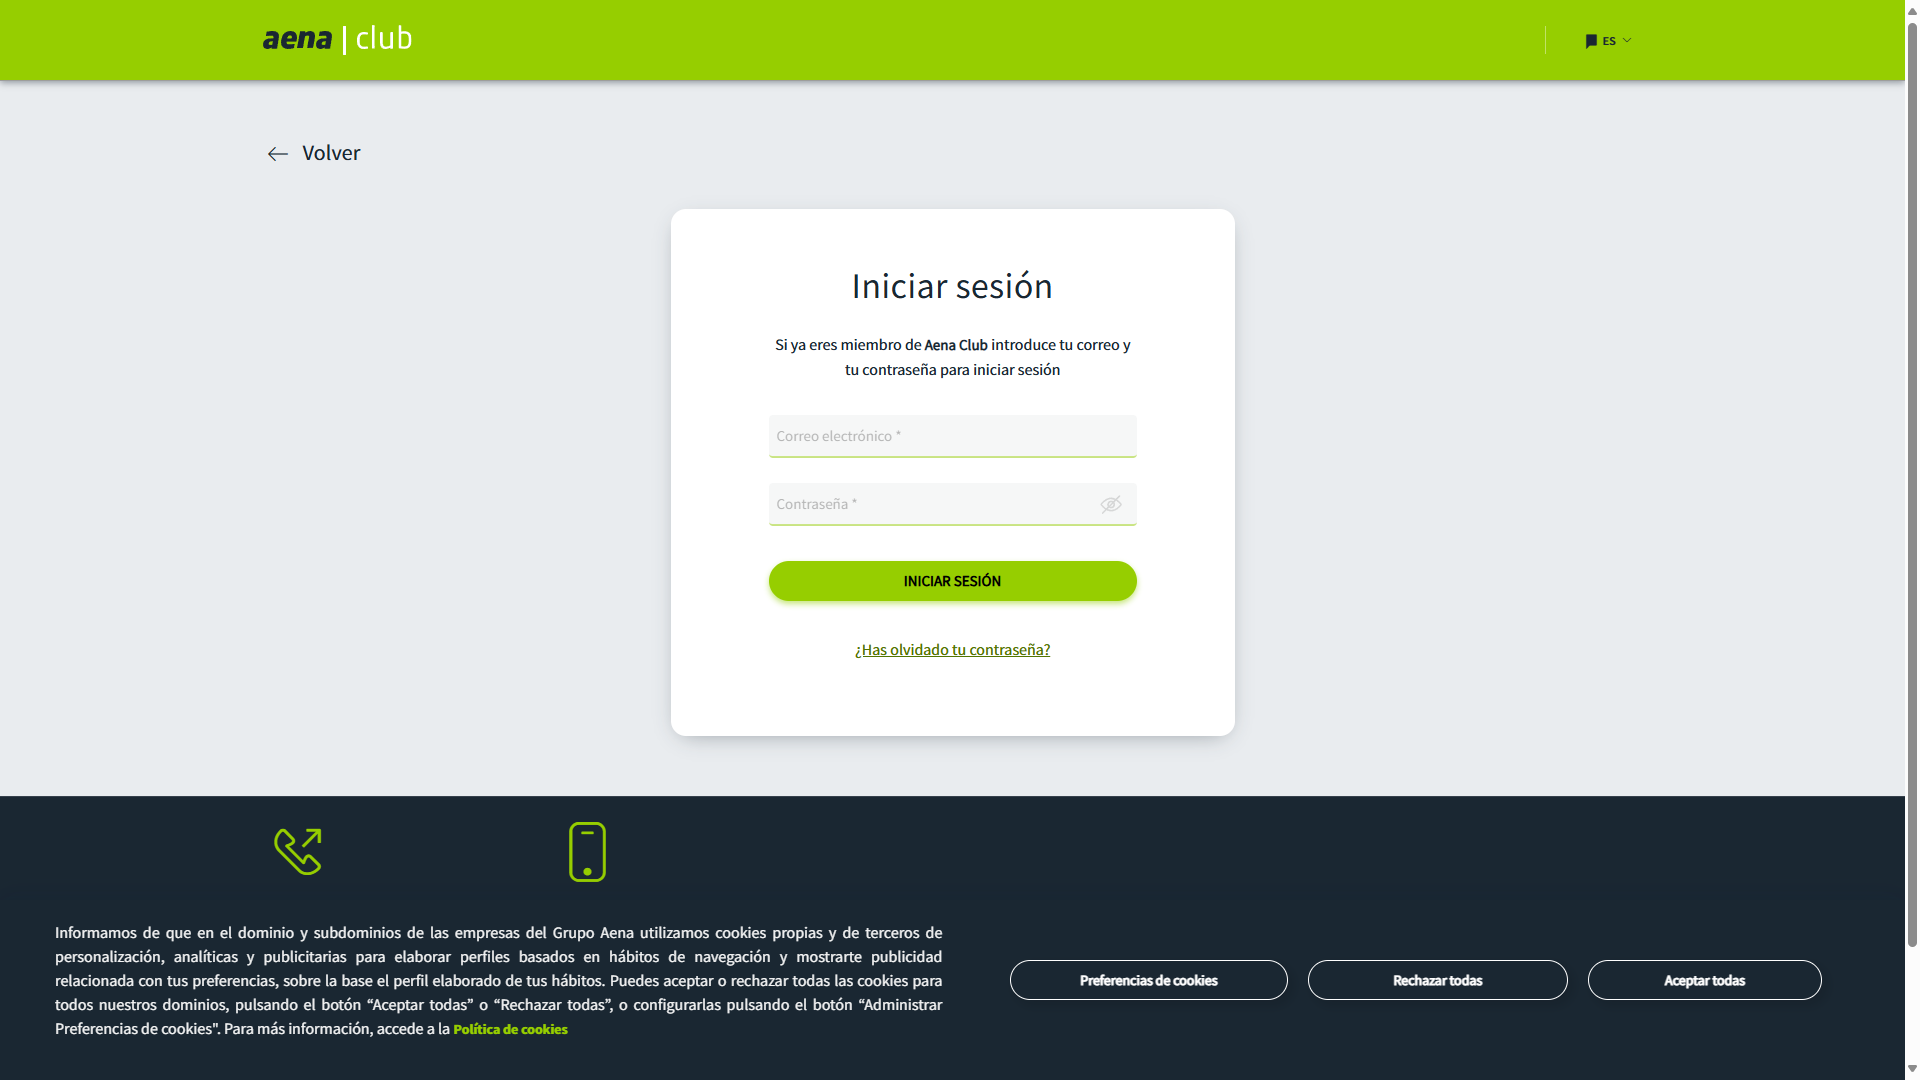 aena | club
ES
Volver
Iniciar sesión
Si ya eres miembro de Aena Club introduce tu correo y
tu contraseña para iniciar sesión
Correo electrónico *
Contraseña *
INICIAR SESIÓN
¿Has olvidado tu contraseña?
Informamos de que en el dominio y subdominios de las empresas del Grupo Aena utilizamos cookies propias y de terceros de
personalización, analíticas y publicitarias para elaborar perfiles basados en hábitos de navegación y mostrarte publicidad
relacionada con tus preferencias, sobre la base el perfil elaborado de tus hábitos. Puedes aceptar o rechazar todas las cookies para
todos nuestros dominios, pulsando el botón “Aceptar todas” o “Rechazar todas”, o configurarlas pulsando el botón “Administrar
Preferencias de cookies". Para más información, accede a la Política de cookies
Preferencias de cookies
Rechazar todas
Aceptar todas